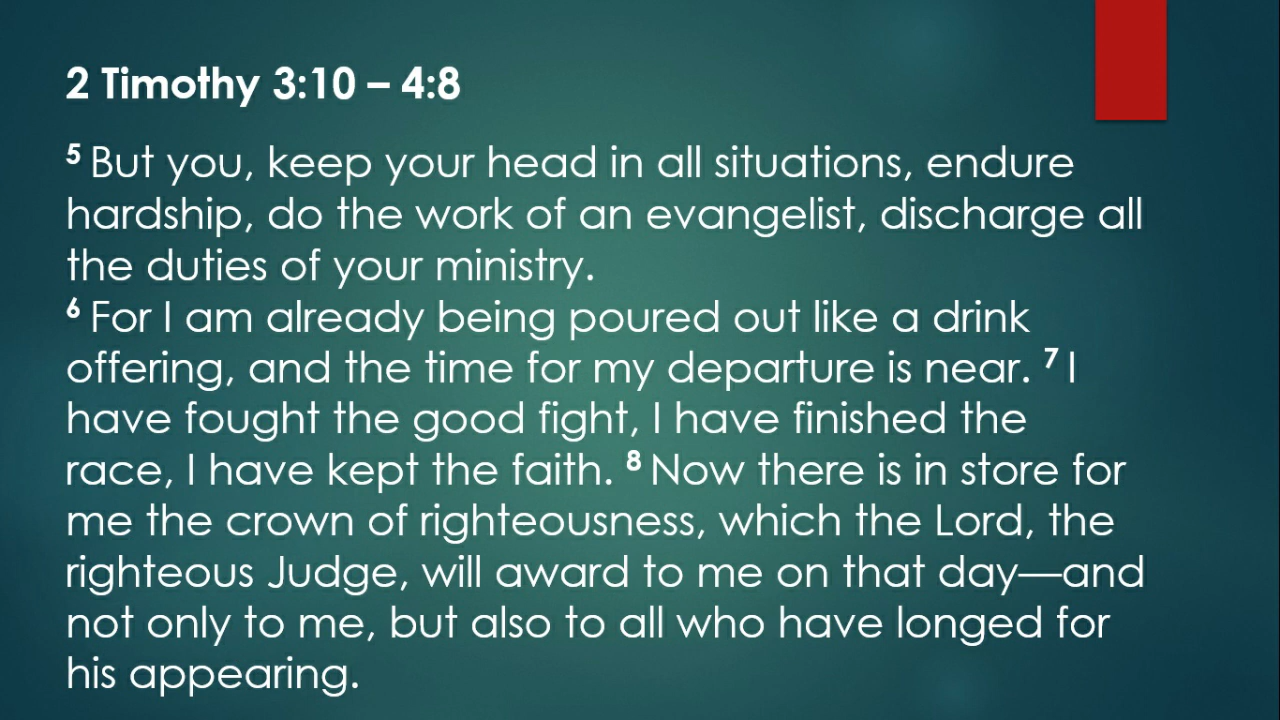 2 Timothy 3:10 – 4:8
5 But you, keep your head in all situations, endure
hardship, do the work of an evangelist, discharge all
the duties of your ministry.
6 For I am already being poured out like a drink
offering, and the time for my departure is near. 7 I
have fought the good fight, I have finished the
race, I have kept the faith. 8 Now there is in store for
me the crown of righteousness, which the Lord, the
righteous Judge, will award to me on that day—and
not only to me, but also to all who have longed for
his appearing.